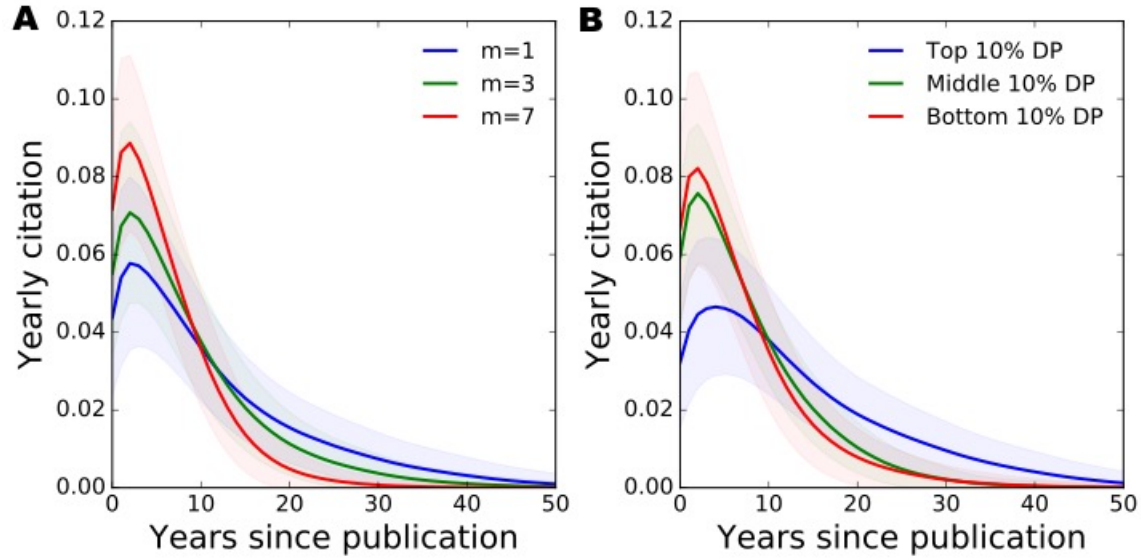 A
Yearly citation
0.12
0.10
0.08
0.06
0.04
0.02
0.00
m=1
m=3
m=7
0 10 20 30 40 50
Years since publication
B
Yearly citation
0.12
0.10
0.08
0.06
0.04
0.02
0.00
Top 10% DP
Middle 10% DP
Bottom 10% DP
0 10 20 30 40 50
Years since publication